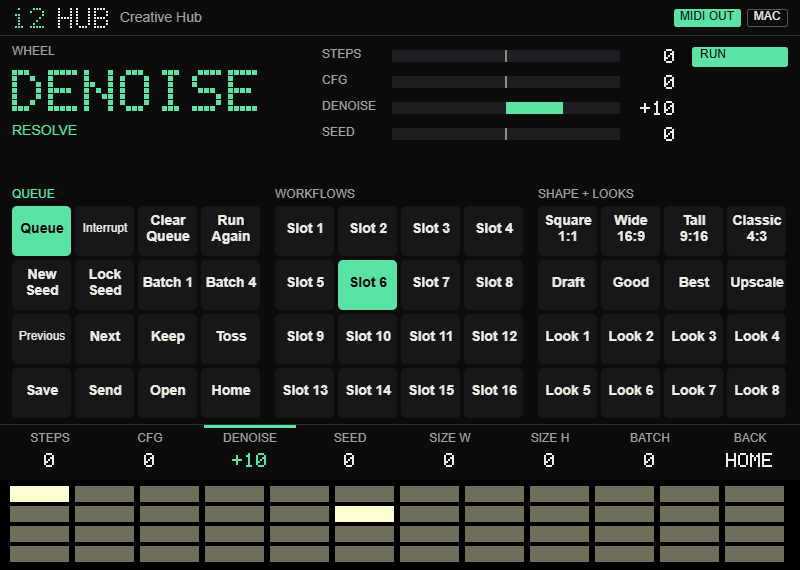 i2 HUB Creative Hub
MIDI OUT
MAC
WHEEL
DENOISE
RESOLVE
STEPS 0
RUN
CFG 0
DENOISE +10
SEED 0
QUEUE
Queue
Interrupt
Clear
Queue
Run
Again
New
Seed
Lock
Seed
Batch 1
Batch 4
Previous
Next
Keep
Toss
Save
Send
Open
Home
WORKFLOWS
Slot 1
Slot 2
Slot 3
Slot 4
Slot 5
Slot 6
Slot 7
Slot 8
Slot 9
Slot 10
Slot 11
Slot 12
Slot 13
Slot 14
Slot 15
Slot 16
SHAPE + LOOKS
Square
1:1
Wide
16:9
Tall
9:16
Classic
4:3
Draft
Good
Best
Upscale
Look 1
Look 2
Look 3
Look 4
Look 5
Look 6
Look 7
Look 8
STEPS
0
CFG
0
DENOISE
+10
SEED
0
SIZE W
0
SIZE H
0
BATCH
0
BACK
HOME